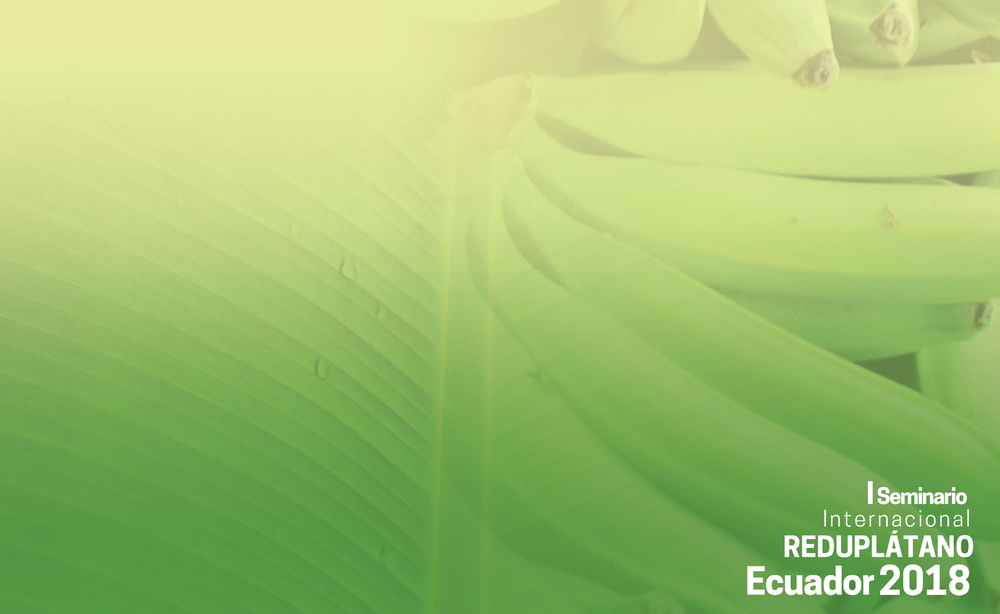 I Seminario
Internacional
REDUPLÁTANO
Ecuador 2018